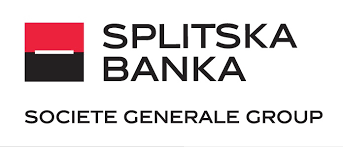 SPLITSKA
BANKA
SOCIETE GENERALE GROUP